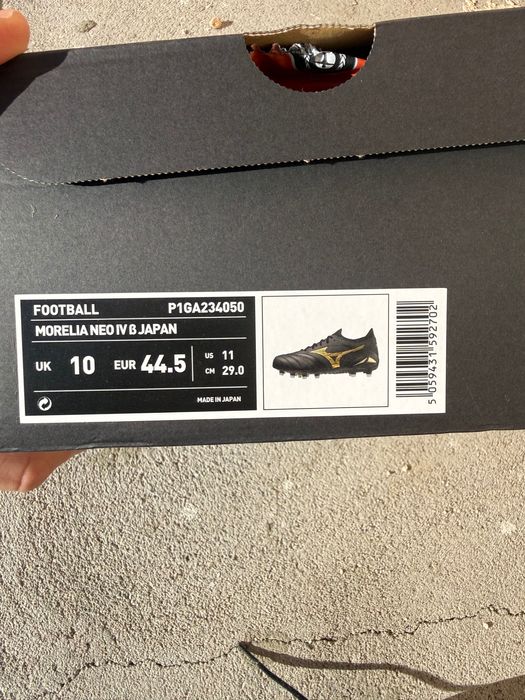 FOOTBALL P1GA234050
MORELIA NEO IV ß JAPAN
UK 10 EUR 44.5 US 11
CM 29.0
MADE IN JAPAN
5 059431 592702